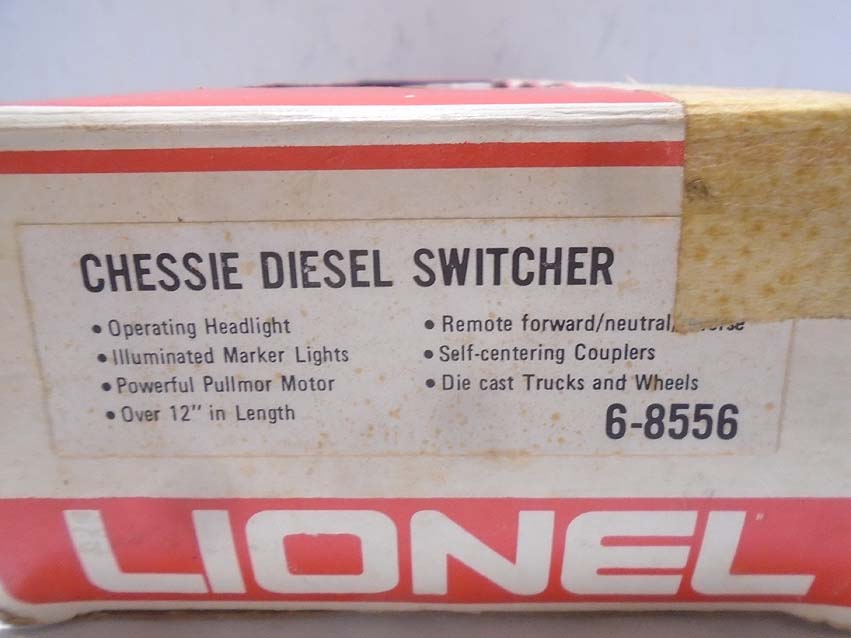 CHESSIE DIESEL SWITCHER
• Operating Headlight
• Illuminated Marker Lights
• Powerful Pullmor Motor
• Over 12" in Length
• Remote forward/neutral/
• Self-centering Couplers
• Die cast Trucks and Wheels
6-8556
LIONEL